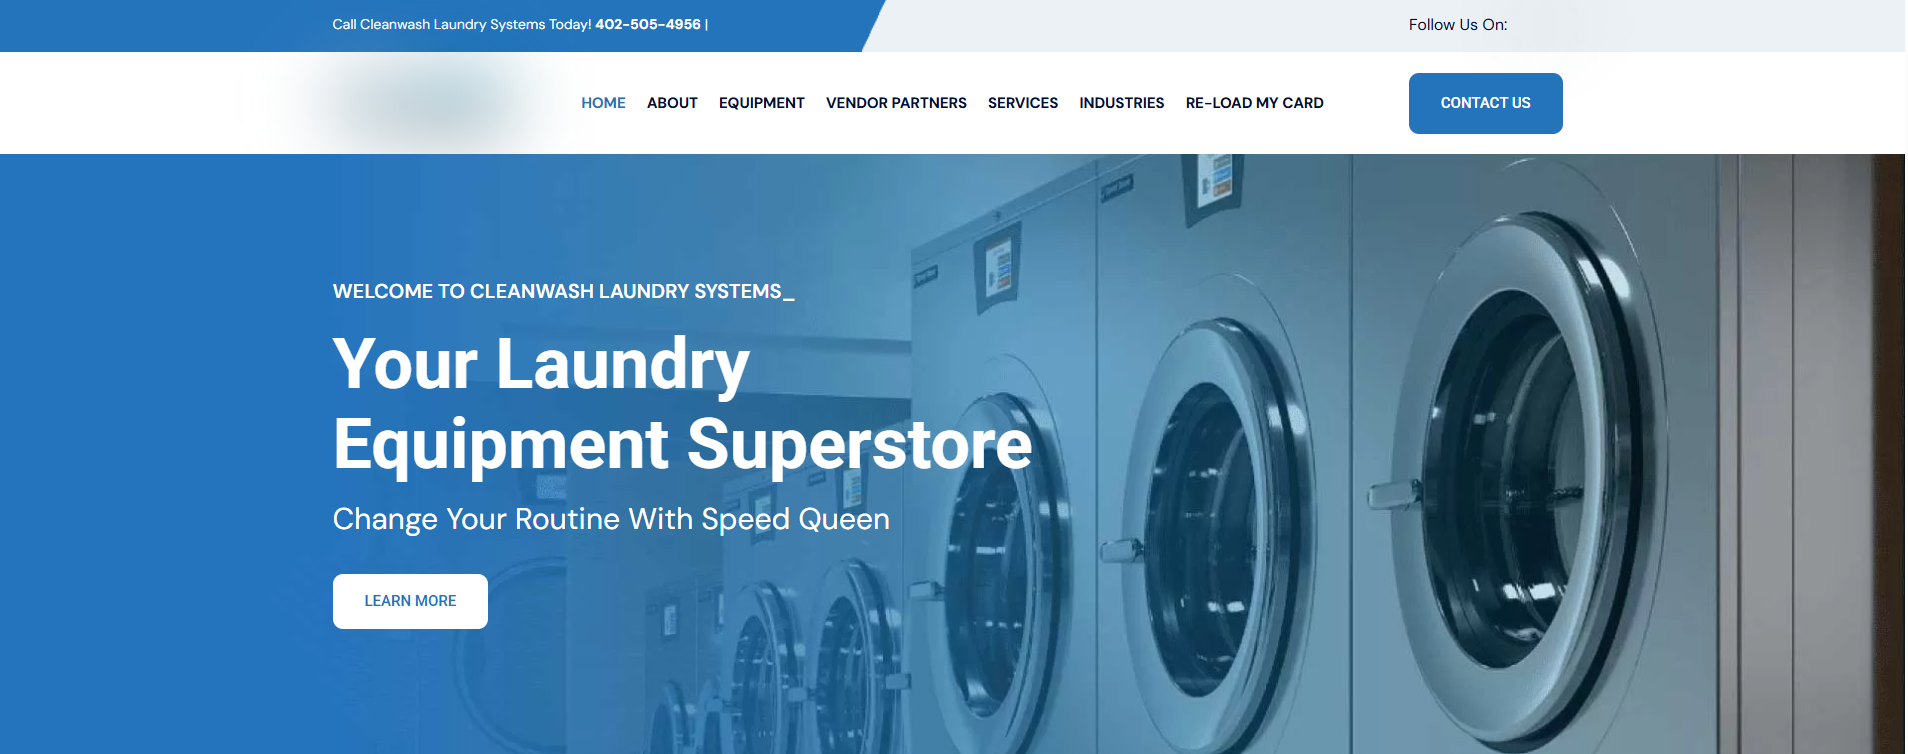 Call Cleanwash Laundry Systems Today! 402-505-4956 |
Follow Us On:
HOME ABOUT EQUIPMENT VENDOR PARTNERS SERVICES INDUSTRIES RE-LOAD MY CARD CONTACT US
WELCOME TO CLEANWASH LAUNDRY SYSTEMS_
Your Laundry
Equipment Superstore
Change Your Routine With Speed Queen
LEARN MORE